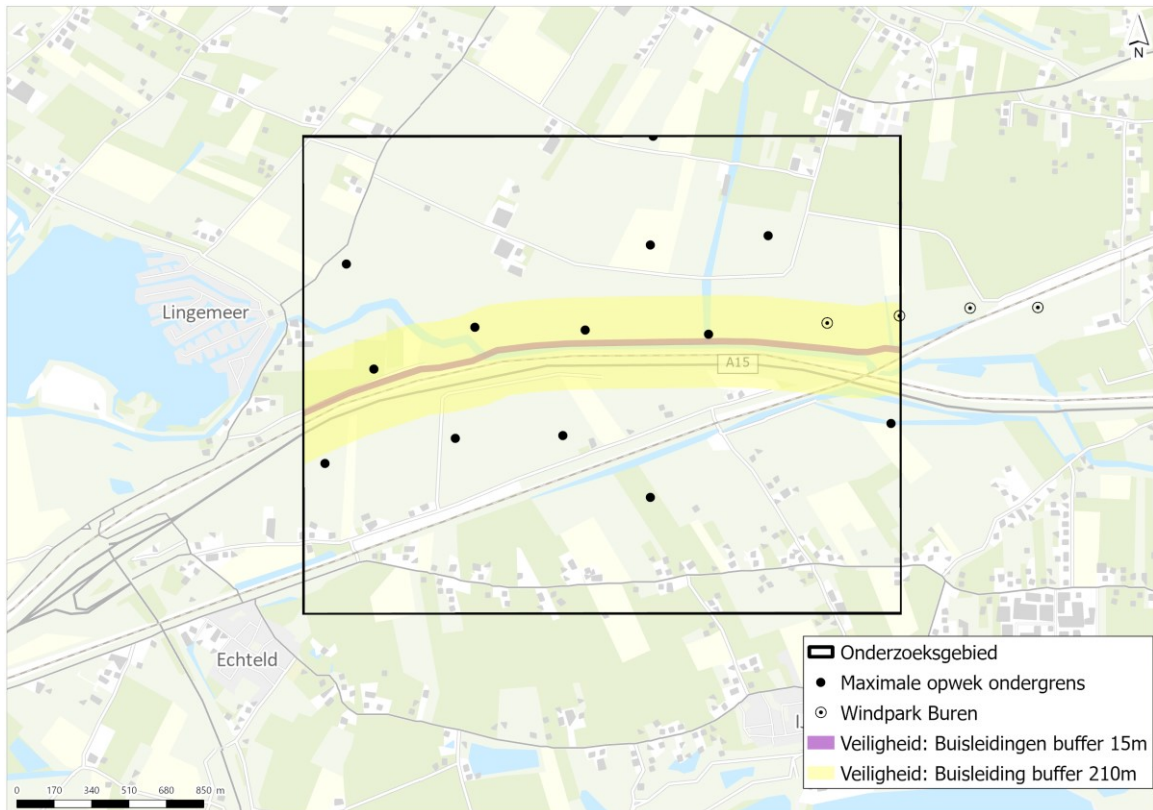 N
Lingemeer
A15
Echteld
Onderzoeksgebied
Maximale opwek ondergrens
Windpark Buren
Veiligheid: Buisleidingen buffer 15m
Veiligheid: Buisleiding buffer 210m
0 170 340 510 680 850 m